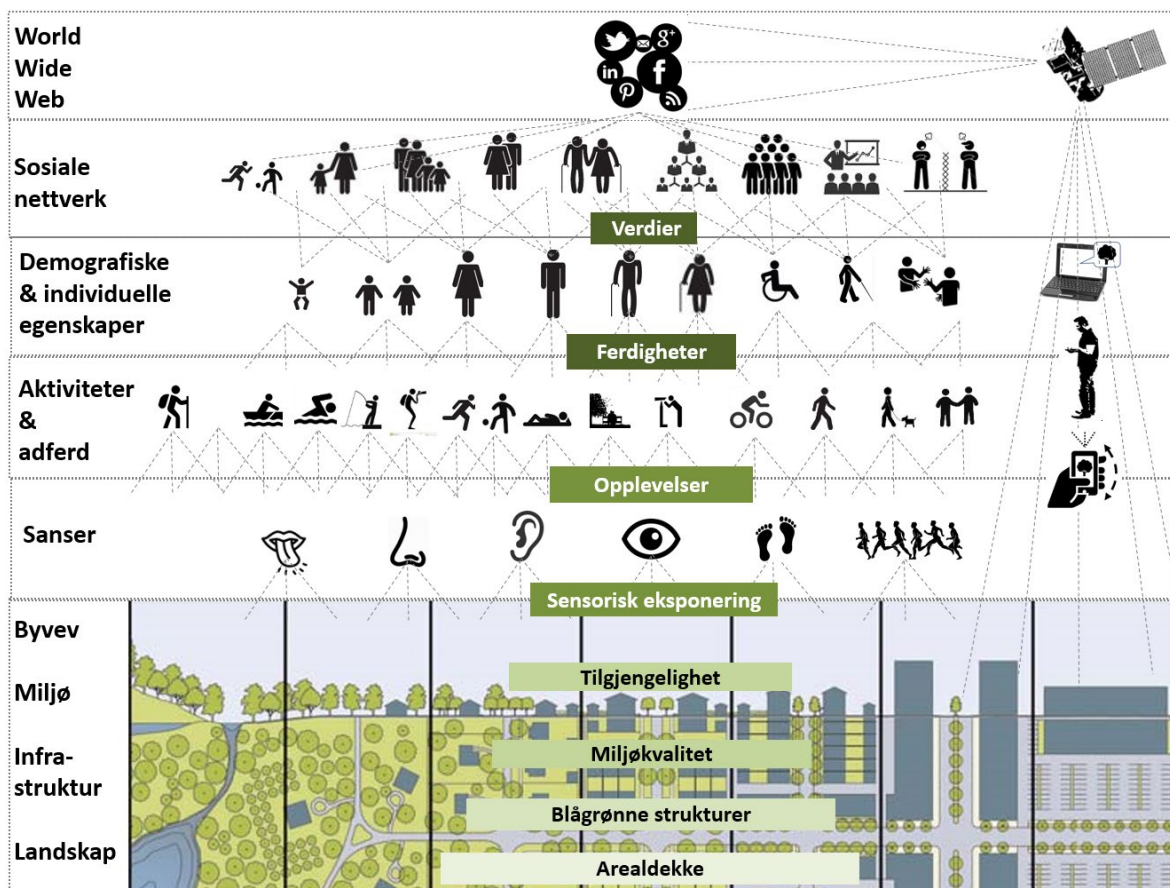 World
Wide
Web
g+
in
f
Sosiale
nettverk
Verdier
Demografiske
& individuelle
egenskaper
Ferdigheter
Aktiviteter
&
adferd
Opplevelser
Sanser
Sensorisk eksponering
Byvev
Tilgjengelighet
Miljø
Miljøkvalitet
Infra-
struktur
Blågrønne strukturer
Landskap
Arealdekke